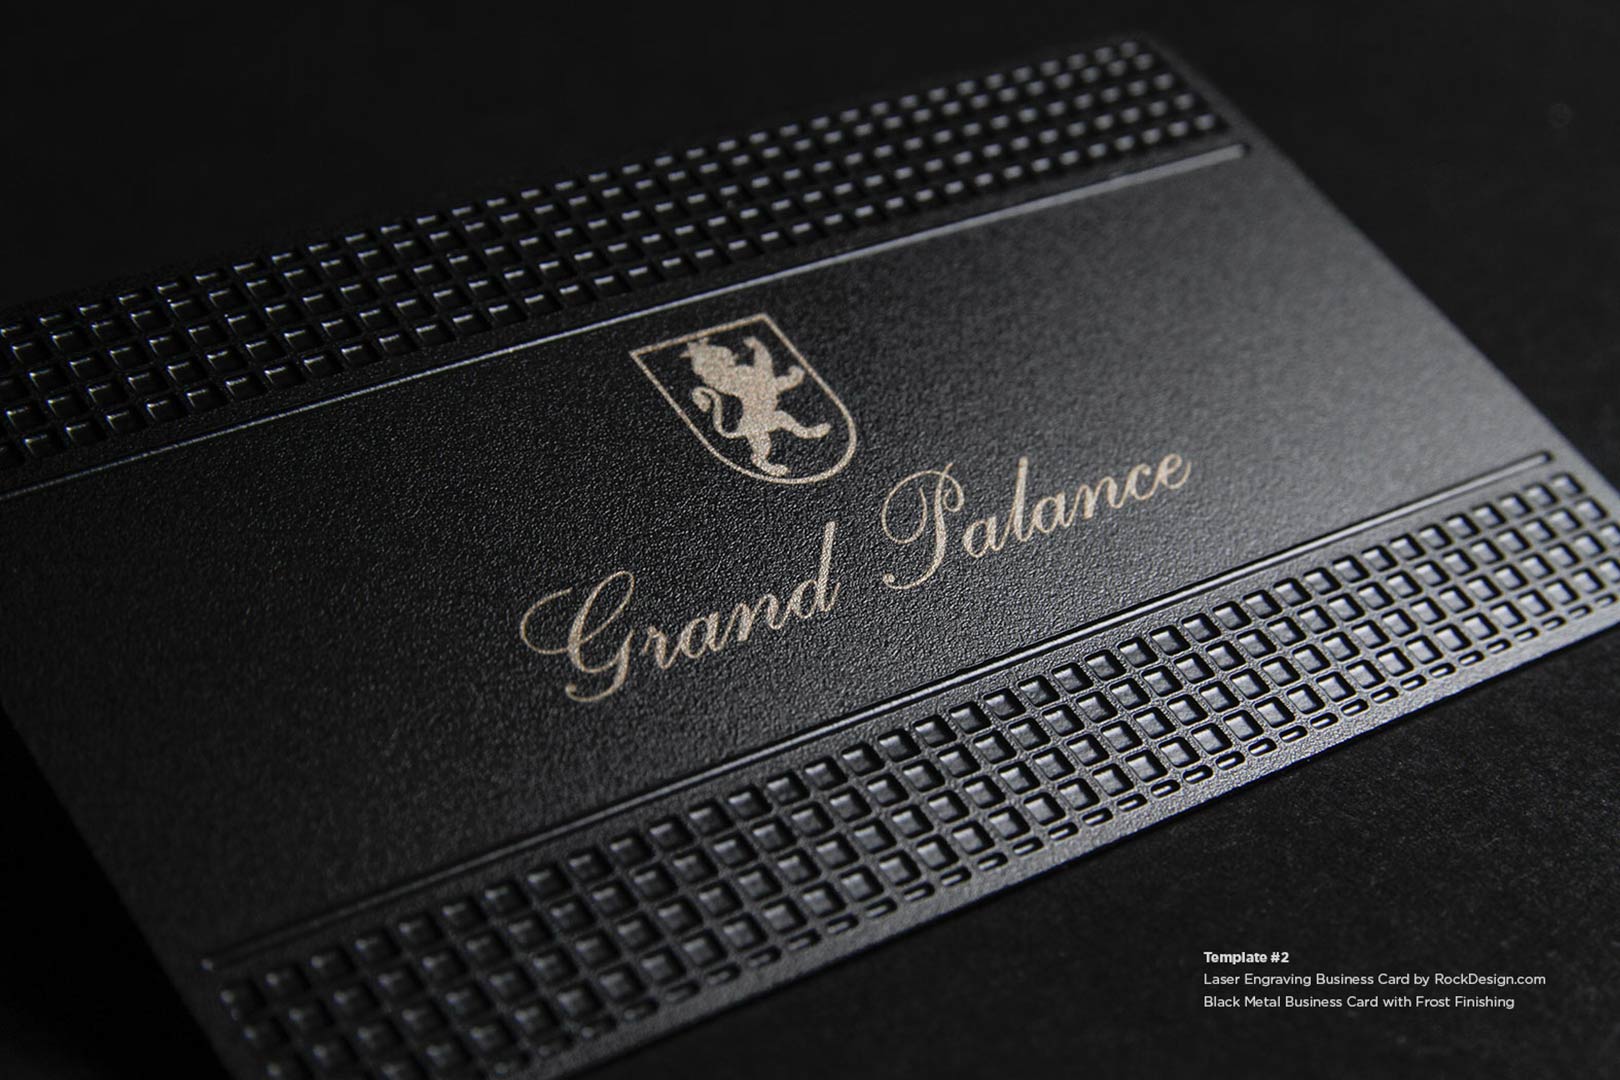 Grand Palance
Template #2
Laser Engraving Business Card by RockDesign.com
Black Metal Business Card with Frost Finishing